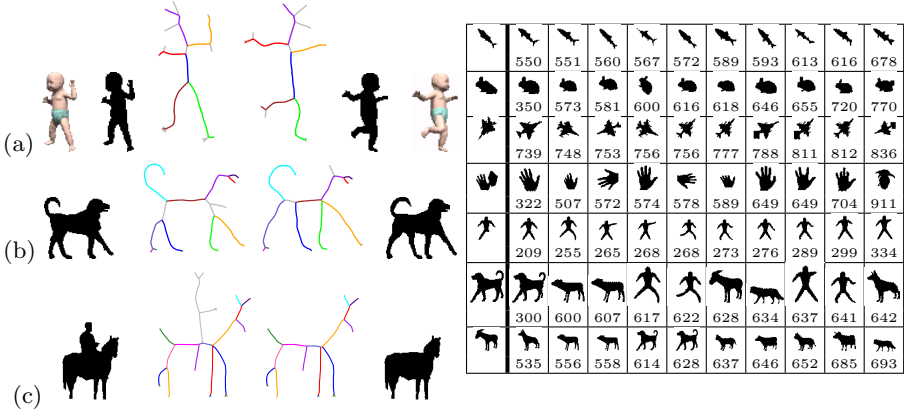 (a)
(b)
(c)
550 551 560 567 572 589 593 613 616 678
350 573 581 600 616 618 646 655 720 770
739 748 753 756 756 777 788 811 812 836
322 507 572 574 578 589 649 649 704 911
209 255 265 268 268 273 276 289 299 334
300 600 607 617 622 628 634 637 641 642
535 556 558 614 628 637 646 652 685 693